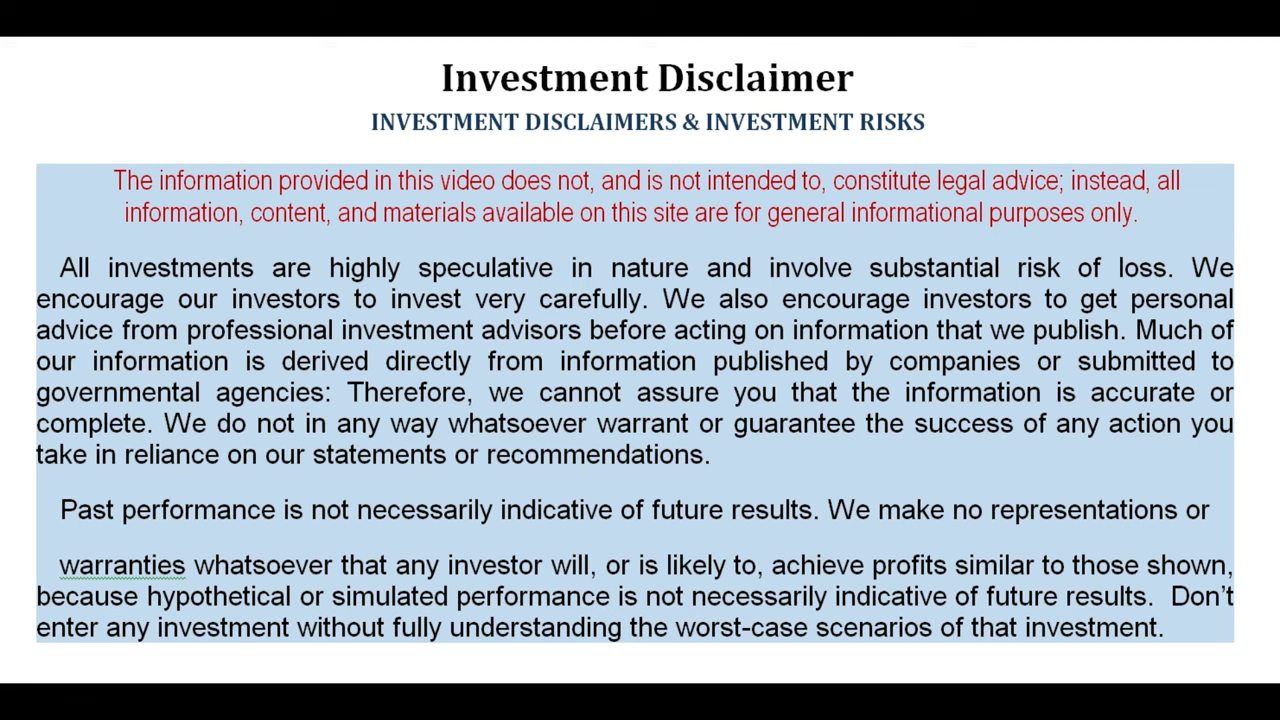 Investment Disclaimer
INVESTMENT DISCLAIMERS & INVESTMENT RISKS
The information provided in this video does not, and is not intended to, constitute legal advice; instead, all
information, content, and materials available on this site are for general informational purposes only.
All investments are highly speculative in nature and involve substantial risk of loss. We
encourage our investors to invest very carefully. We also encourage investors to get personal
advice from professional investment advisors before acting on information that we publish. Much of
our information is derived directly from information published by companies or submitted to
governmental agencies: Therefore, we cannot assure you that the information is accurate or
complete. We do not in any way whatsoever warrant or guarantee the success of any action you
take in reliance on our statements or recommendations.
Past performance is not necessarily indicative of future results. We make no representations or
warranties whatsoever that any investor will, or is likely to, achieve profits similar to those shown,
because hypothetical or simulated performance is not necessarily indicative of future results.  Don’t
enter any investment without fully understanding the worst-case scenarios of that investment.